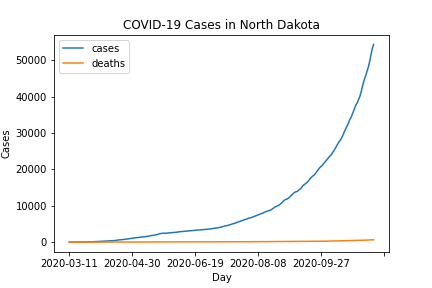 COVID-19 Cases in North Dakota
cases
deaths
50000
40000
30000
20000
10000
0
Cases
2020-03-11 2020-04-30 2020-06-19 2020-08-08 2020-09-27
Day